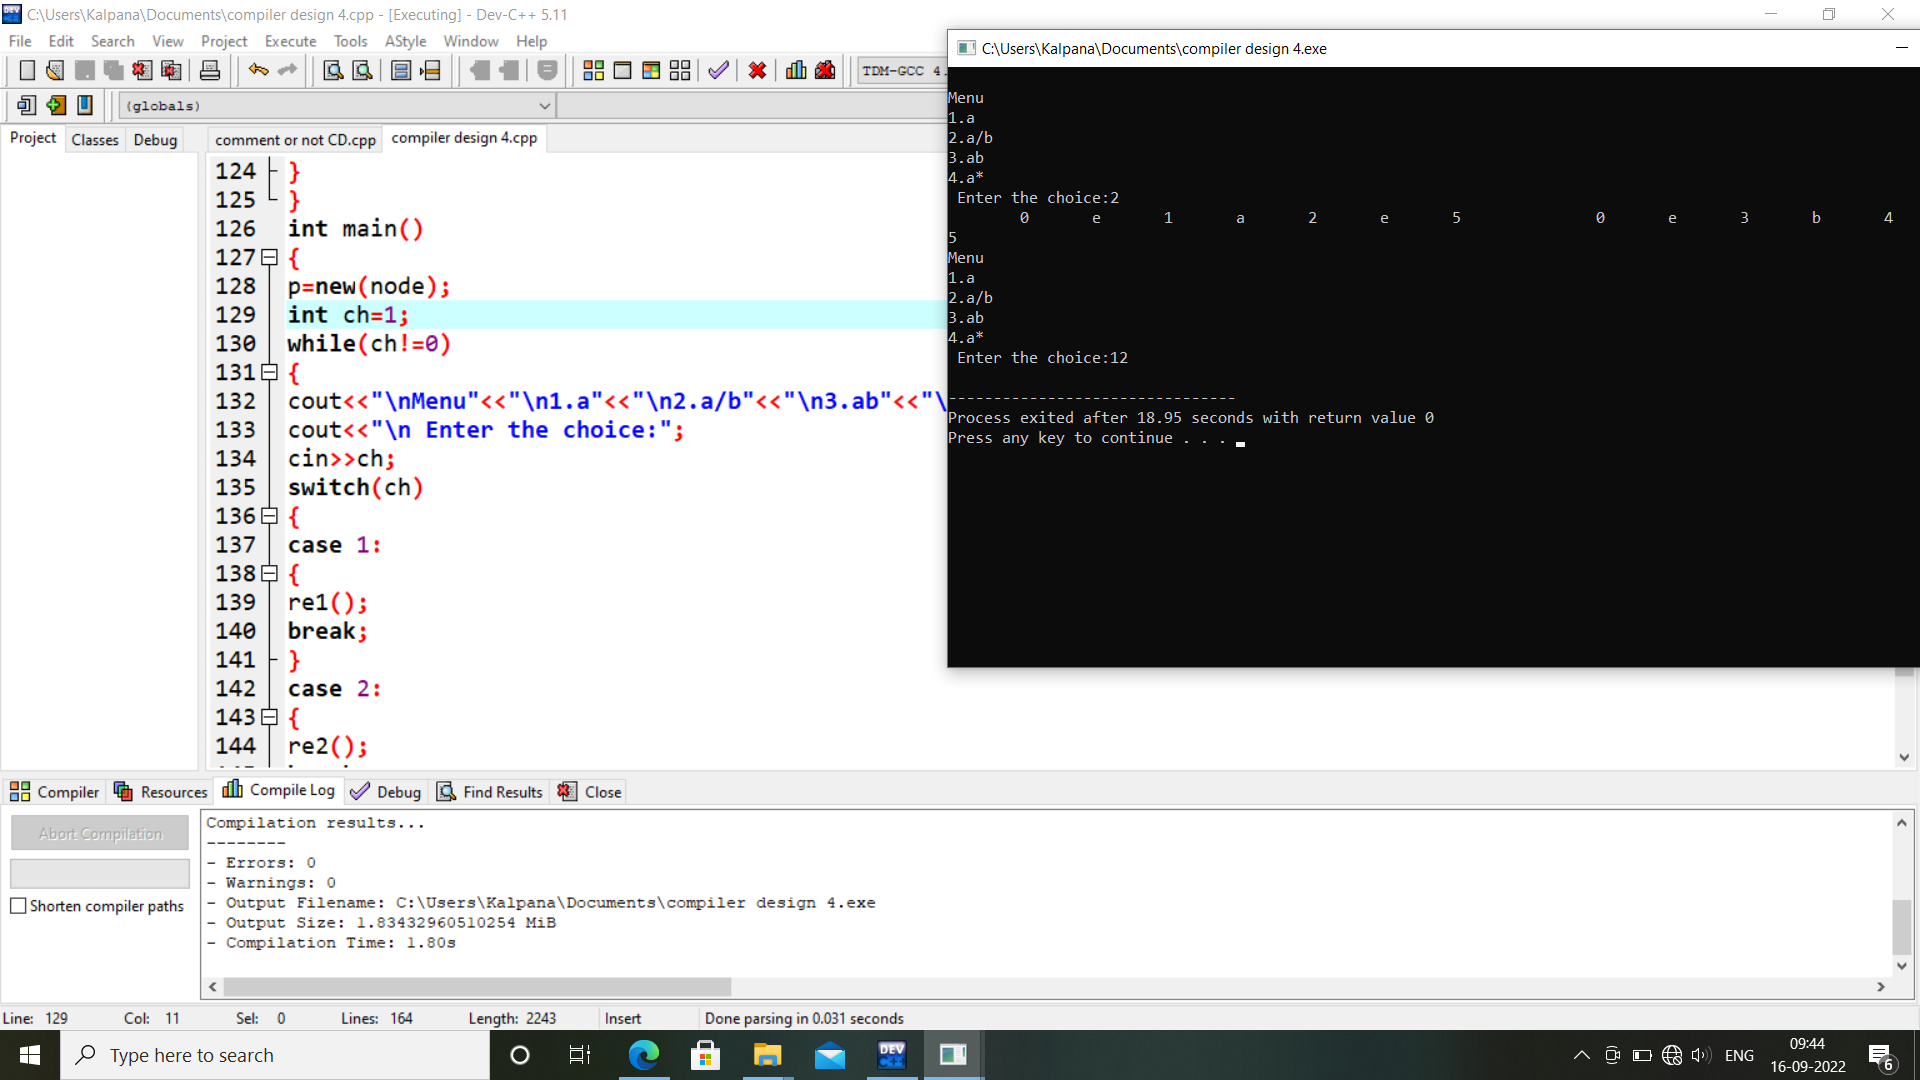 C:\Users\Kalpana\Documents\compiler design 4.cpp - [Executing] - Dev-C++ 5.11
File Edit Search View Project Execute Tools AStyle Window Help
TDM-GCC 4.
(globals)
Project Classes Debug
comment or not CD.cpp compiler design 4.cpp
124 }
125 }
126 int main()
127 {
128 p=new(node);
129 int ch=1;
130 while(ch!=0)
131 {
132 cout<<"\nMenu"<<"\n1.a"<<"\n2.a/b"<<"\n3.ab"<<"\
133 cout<<"\n Enter the choice:";
134 cin>>ch;
135 switch(ch)
136 {
137 case 1:
138 {
139 re1();
140 break;
141 }
142 case 2:
143 {
144 re2();
C:\Users\Kalpana\Documents\compiler design 4.exe
Menu
1.a
2.a/b
3.ab
4.a*
Enter the choice:2
0 e 1 a 2 e 5 0 e 3 b 4
5
Menu
1.a
2.a/b
3.ab
4.a*
Enter the choice:12
--------------------------------
Process exited after 18.95 seconds with return value 0
Press any key to continue . . .
Compiler Resources Compile Log Debug Find Results Close
Abort Compilation
Shorten compiler paths
Compilation results...
--------
- Errors: 0
- Warnings: 0
- Output Filename: C:\Users\Kalpana\Documents\compiler design 4.exe
- Output Size: 1.83432960510254 MiB
- Compilation Time: 1.80s
Line: 129 Col: 11 Sel: 0 Lines: 164 Length: 2243 Insert Done parsing in 0.031 seconds
Type here to search
DEV C++
ENG
09:44
16-09-2022
6